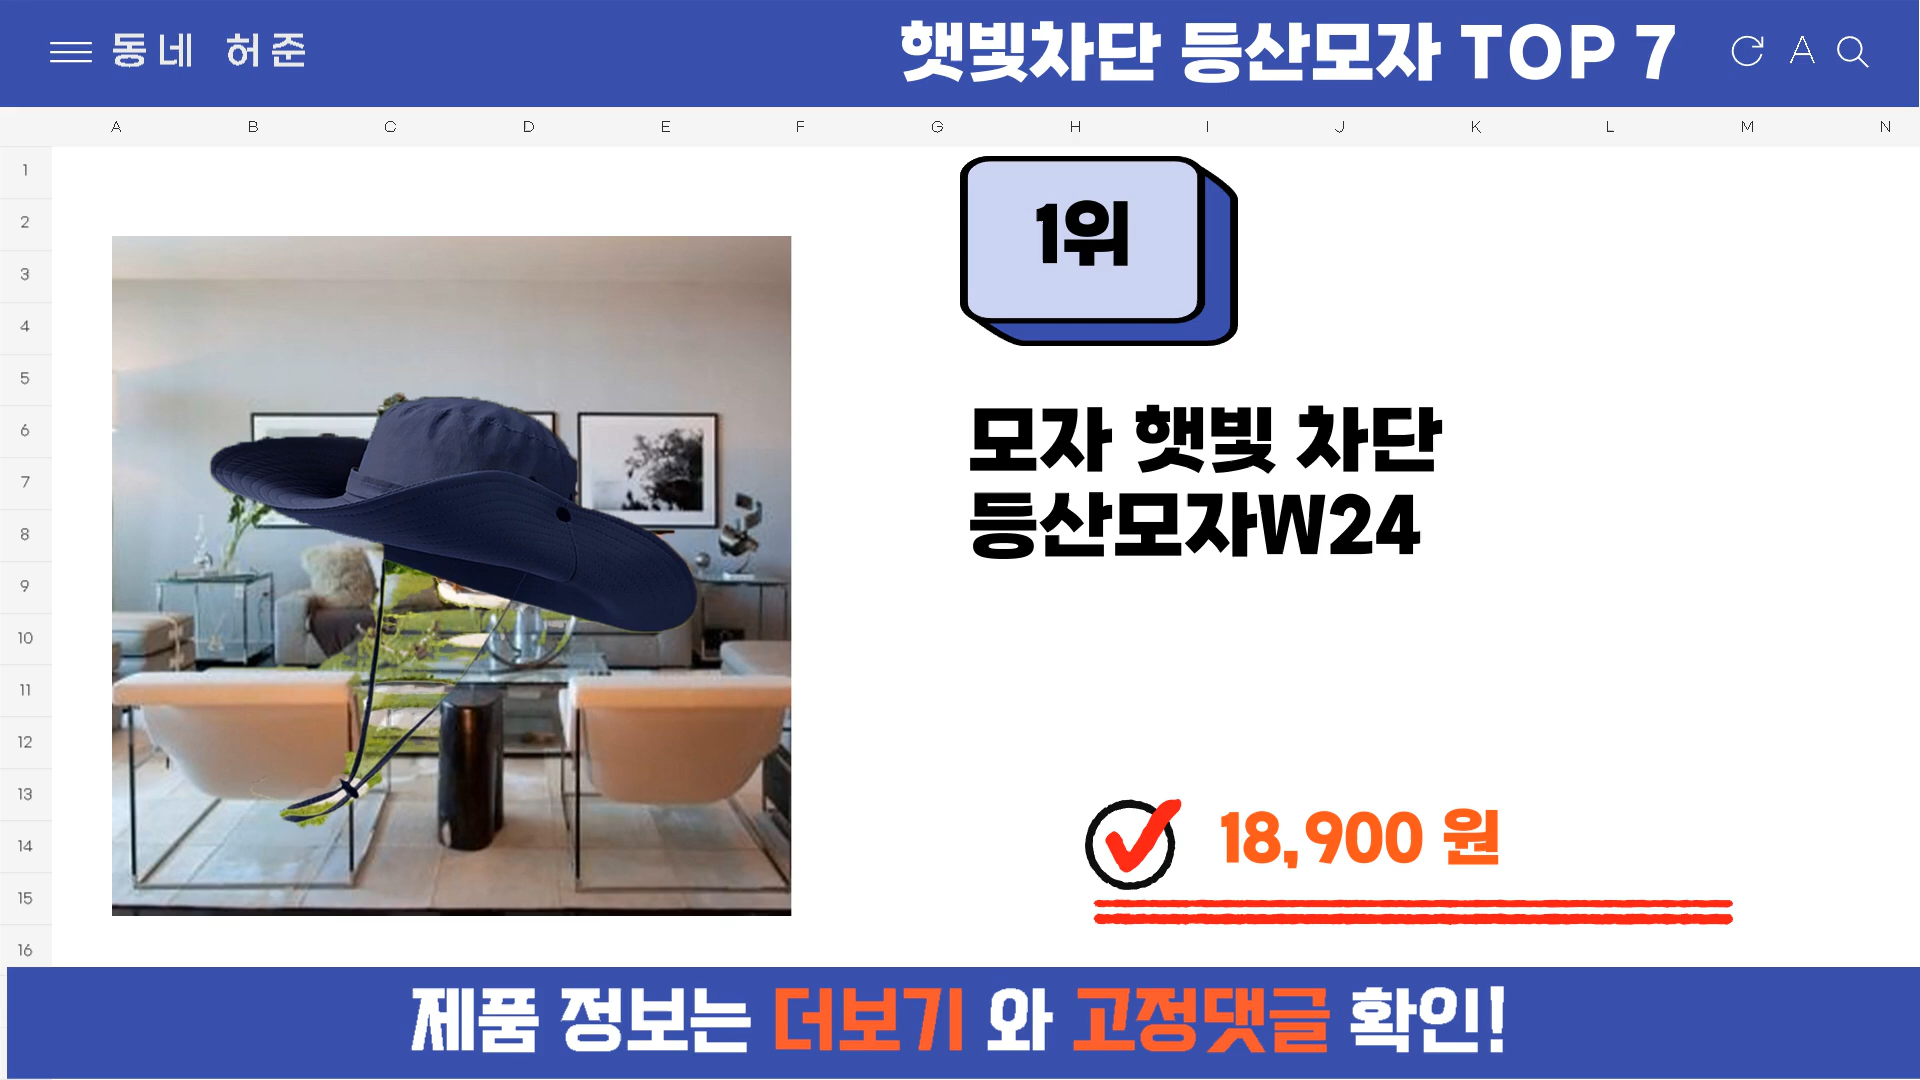 동네 허준
햇빛차단 등산모자 TOP 7
A
A B C D E F G H I J K L M N
1
2
3
4
5
6
7
8
9
10
11
12
13
14
15
16
1위
모자 햇빛 차단
등산모자W24
18,900 원
제품 정보는 더보기 와 고정댓글 확인!